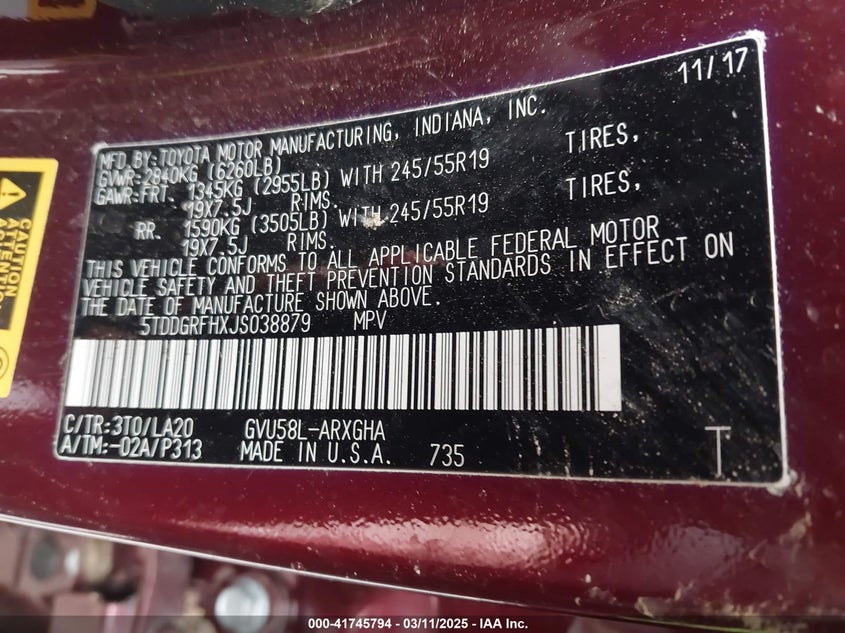 11/17
MFD.BY:TOYOTA MOTOR MANUFACTURING, INDIANA, INC.
GVWR:2840KG (6260LB)
GAWR:FRT. 1345KG (2955LB) WITH 245/55R19 TIRES,
19X7.5J RIMS.
RR. 1590KG (3505LB) WITH 245/55R19 TIRES,
19X7.5J RIMS.
THIS VEHICLE CONFORMS TO ALL APPLICABLE FEDERAL MOTOR
VEHICLE SAFETY AND THEFT PREVENTION STANDARDS IN EFFECT ON
THE DATE OF MANUFACTURE SHOWN ABOVE.
5TDDGRFHXJS038879 MPV
C/TR:3T0/LA20 GVU58L-ARXGHA
A/TM:-02A/P313 MADE IN U.S.A. 735 T
CAUTION
000-41745794 - 03/11/2025 - IAA Inc.